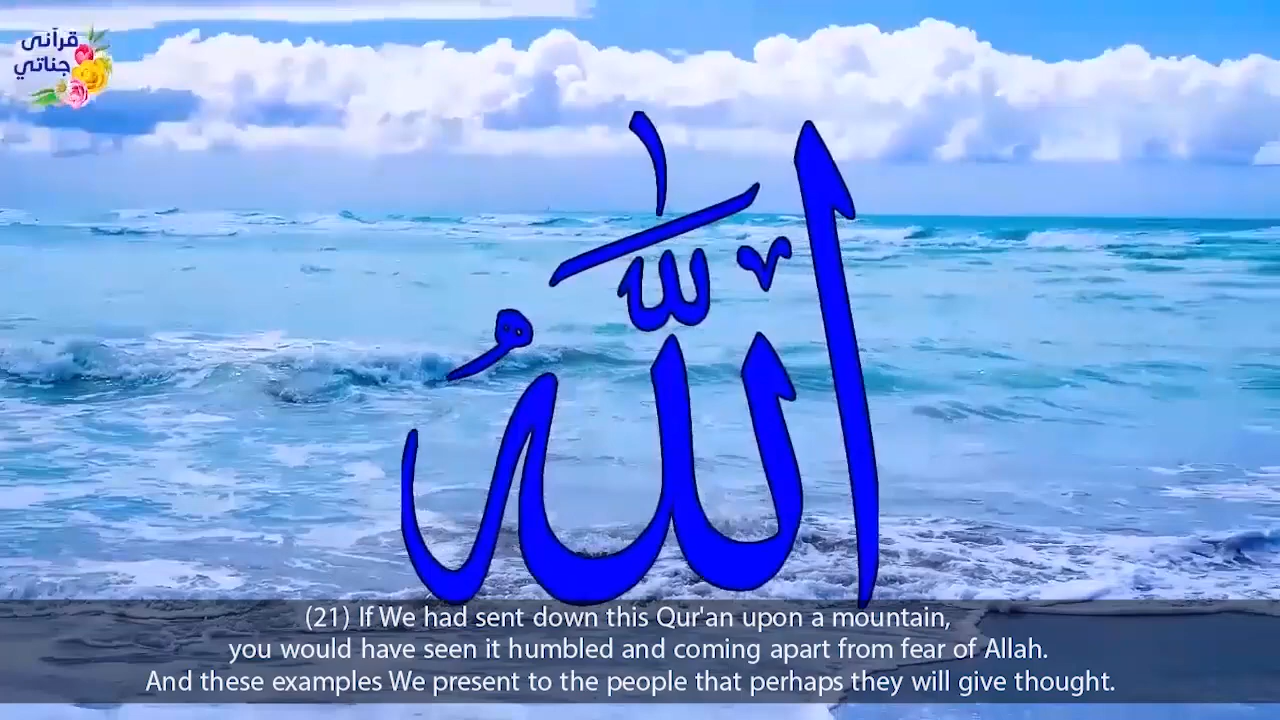 قرآنى
جناتي
اللَّهُ
(21) If We had sent down this Qur'an upon a mountain,
you would have seen it humbled and coming apart from fear of Allah.
And these examples We present to the people that perhaps they will give thought.